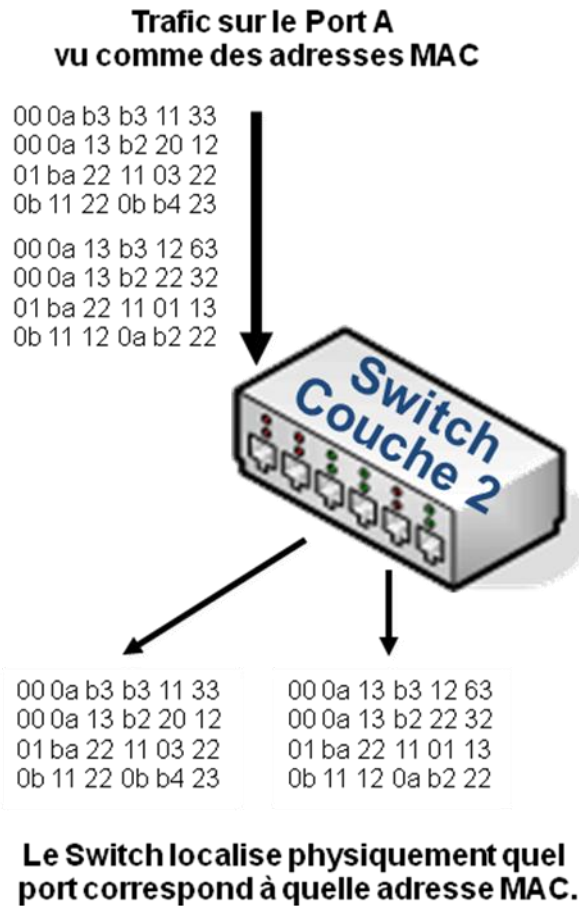 Trafic sur le Port A
vu comme des adresses MAC
00 0a b3 b3 11 33
00 0a 13 b2 20 12
01 ba 22 11 03 22
0b 11 22 0b b4 23
00 0a 13 b3 12 63
00 0a 13 b2 22 32
01 ba 22 11 01 13
0b 11 12 0a b2 22
Switch
Couche 2
00 0a b3 b3 11 33
00 0a 13 b2 20 12
01 ba 22 11 03 22
0b 11 22 0b b4 23
00 0a 13 b3 12 63
00 0a 13 b2 22 32
01 ba 22 11 01 13
0b 11 12 0a b2 22
Le Switch localise physiquement quel
port correspond à quelle adresse MAC.